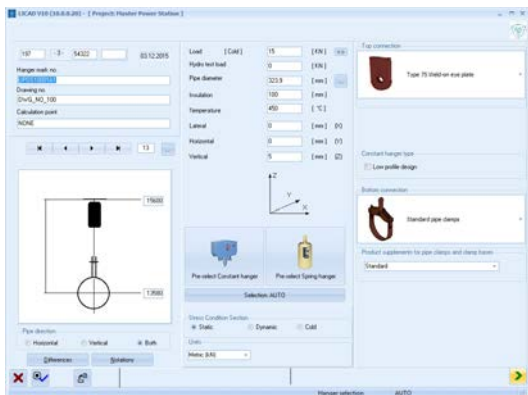 LICAD V10 (10.0.0.20) - [ Project: Master Power Station ]
197 -3- 54322 03.12.2015
Hanger mark no.
Drawing no
DWG_NO_100
Calculation point
NONE
13 ...
15600
13980
Pipe direction
Horizontal Vertical Both
Differences Notations
Load [ Cold ] 15 [ KN ]
Hydro test load 0 [ KN ]
Pipe diameter 323.9 [ mm ] ...
Insulation 100 [ mm ]
Temperature 450 [ °C ]
Lateral 0 [ mm ] (X)
Horizontal 0 [ mm ] (Y)
Vertical 5 [ mm ] (Z)
Z
Y
X
Pre-select Constant hanger Pre-select Spring hanger
Selection: AUTO
Stress Condition Section
Static Dynamic Cold
Units
Metric (kN)
Top connection
Type 75 Weld-on eye plate
Constant hanger type
Low profile design
Bottom connection
Standard pipe clamps
Product supplements for pipe clamps and clamp bases
Standard
Hanger selection: AUTO